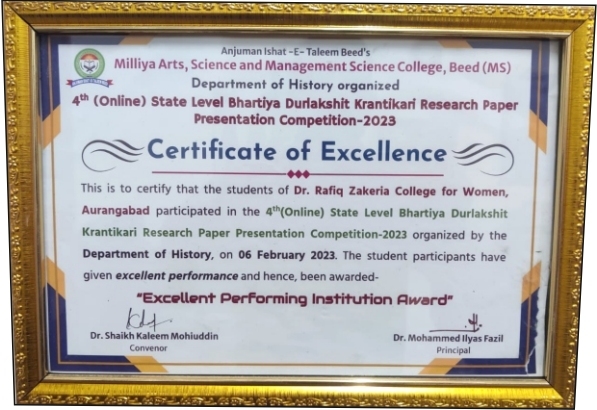 Anjuman Ishat -E- Taleem Beed's
Milliya Arts, Science and Management Science College, Beed (MS)
Department of History organized
4th (Online) State Level Bhartiya Durlakshit Krantikari Research Paper
Presentation Competition-2023
Certificate of Excellence
This is to certify that the students of Dr. Rafiq Zakeria College for Women,
Aurangabad participated in the 4th(Online) State Level Bhartiya Durlakshit
Krantikari Research Paper Presentation Competition-2023 organized by the
Department of History, on 06 February 2023. The student participants have
given excellent performance and hence, been awarded-
"Excellent Performing Institution Award"
Dr. Shaikh Kaleem Mohiuddin
Convenor
Dr. Mohammed Ilyas Fazil
Principal